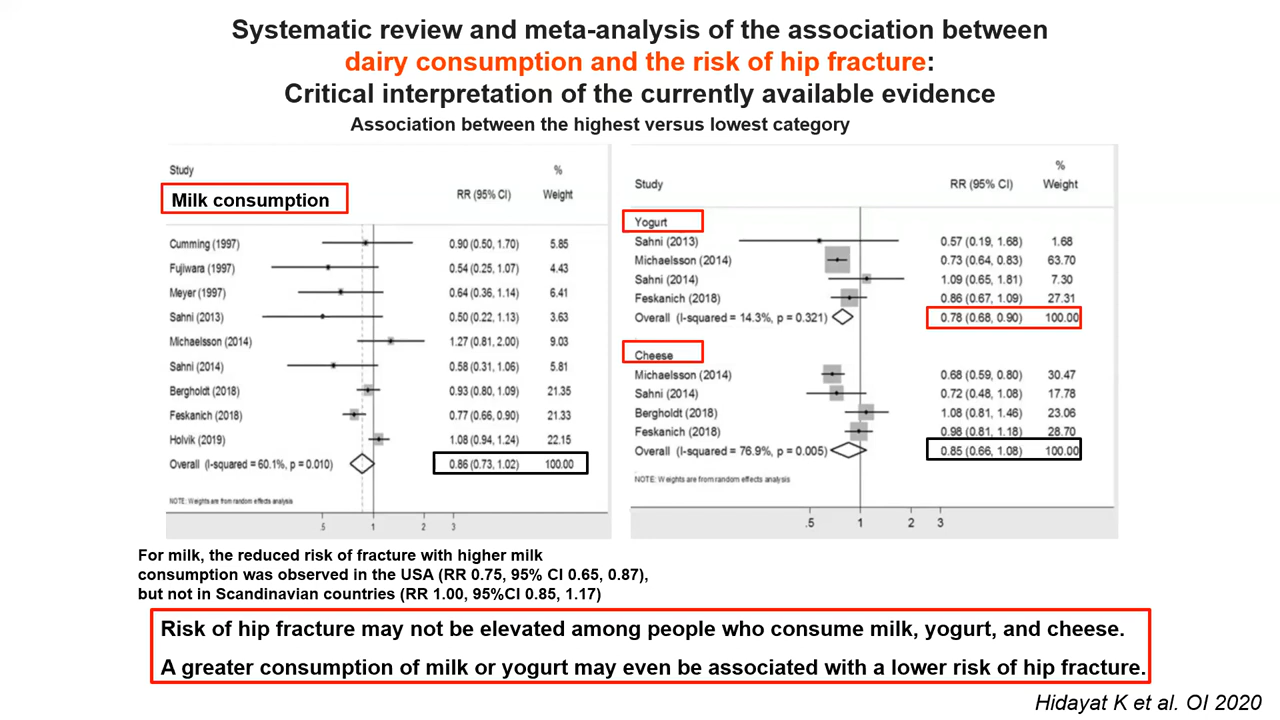 Systematic review and meta-analysis of the association between
dairy consumption and the risk of hip fracture:
Critical interpretation of the currently available evidence
Association between the highest versus lowest category
Study
%
RR (95% CI)
Weight
Milk consumption
Cumming (1997) 0.90 (0.50, 1.70) 5.85
Fujiwara (1997) 0.54 (0.25, 1.07) 4.43
Meyer (1997) 0.64 (0.36, 1.14) 6.41
Sahni (2013) 0.50 (0.22, 1.13) 3.63
Michaelsson (2014) 1.27 (0.81, 2.00) 9.03
Sahni (2014) 0.58 (0.31, 1.06) 5.81
Bergholdt (2018) 0.93 (0.80, 1.09) 21.35
Feskanich (2018) 0.77 (0.66, 0.90) 21.33
Holvik (2019) 1.08 (0.94, 1.24) 22.15
Overall (I-squared = 60.1%, p = 0.010) 0.86 (0.73, 1.02) 100.00
NOTE: Weights are from random effects analysis
.5 1 2 3
%
Study RR (95% CI) Weight
Yogurt
Sahni (2013) 0.57 (0.19, 1.68) 1.68
Michaelsson (2014) 0.73 (0.64, 0.83) 63.70
Sahni (2014) 1.09 (0.65, 1.81) 7.30
Feskanich (2018) 0.86 (0.67, 1.09) 27.31
Overall (I-squared = 14.3%, p = 0.321) 0.78 (0.68, 0.90) 100.00
Cheese
Michaelsson (2014) 0.68 (0.59, 0.80) 30.47
Sahni (2014) 0.72 (0.48, 1.08) 17.78
Bergholdt (2018) 1.08 (0.81, 1.46) 23.06
Feskanich (2018) 0.98 (0.81, 1.18) 28.70
Overall (I-squared = 76.9%, p = 0.005) 0.85 (0.66, 1.08) 100.00
NOTE: Weights are from random effects analysis
.5 1 2 3
For milk, the reduced risk of fracture with higher milk
consumption was observed in the USA (RR 0.75, 95% CI 0.65, 0.87),
but not in Scandinavian countries (RR 1.00, 95%CI 0.85, 1.17)
Risk of hip fracture may not be elevated among people who consume milk, yogurt, and cheese.
A greater consumption of milk or yogurt may even be associated with a lower risk of hip fracture.
Hidayat K et al. OI 2020